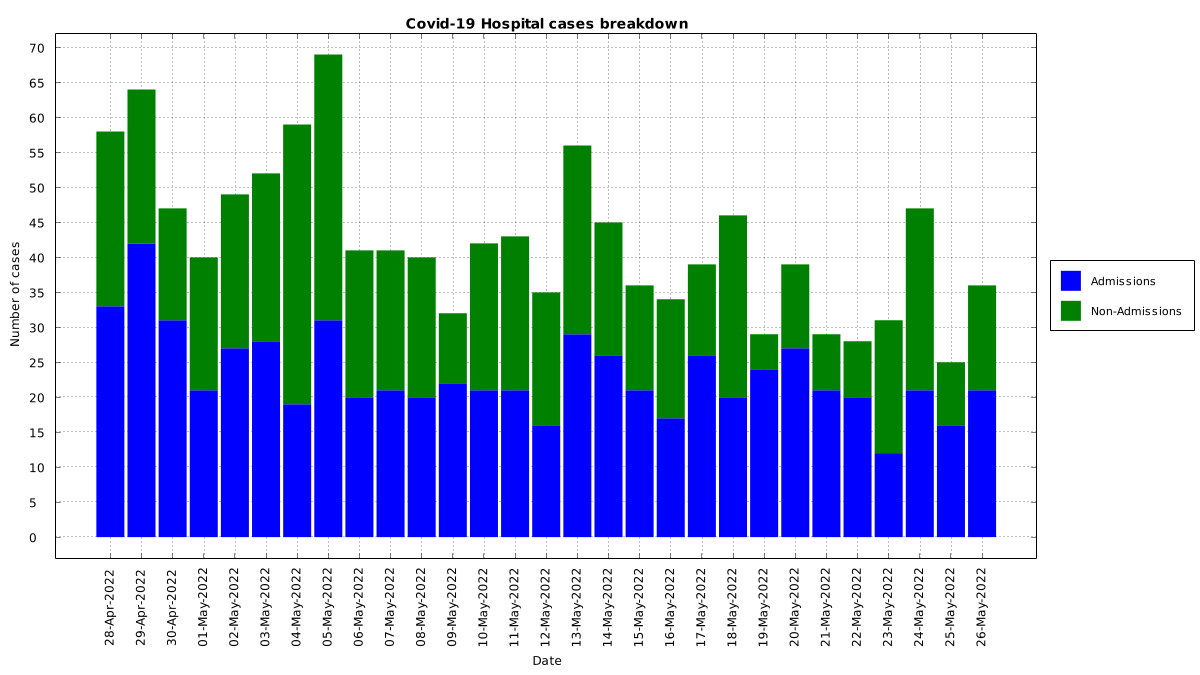 Covid-19 Hospital cases breakdown
70
65
60
55
50
45
40
35
30
25
20
15
10
5
0
Number of cases
Admissions
Non-Admissions
28-Apr-2022
29-Apr-2022
30-Apr-2022
01-May-2022
02-May-2022
03-May-2022
04-May-2022
05-May-2022
06-May-2022
07-May-2022
08-May-2022
09-May-2022
10-May-2022
11-May-2022
12-May-2022
13-May-2022
14-May-2022
15-May-2022
16-May-2022
17-May-2022
18-May-2022
19-May-2022
20-May-2022
21-May-2022
22-May-2022
23-May-2022
24-May-2022
25-May-2022
26-May-2022
Date